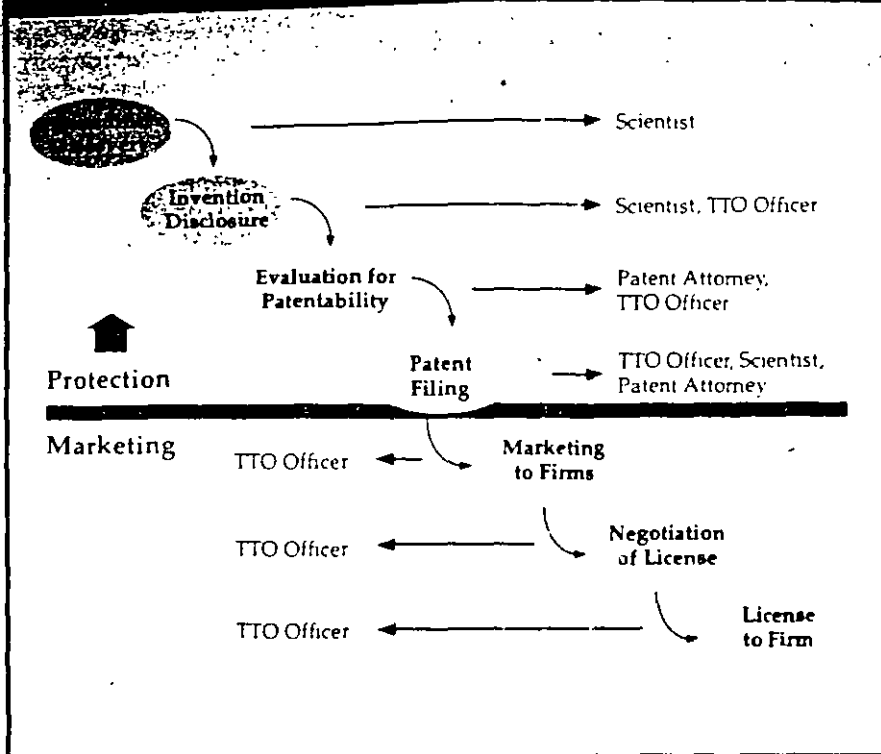 Scientist
Invention
Disclosure
Scientist, TTO Officer
Evaluation for
Patentability
Patent Attorney,
TTO Officer
Protection
Patent
Filing
TTO Officer, Scientist,
Patent Attorney
Marketing
TTO Officer
Marketing
to Firms
TTO Officer
Negotiation
of License
TTO Officer
License
to Firm